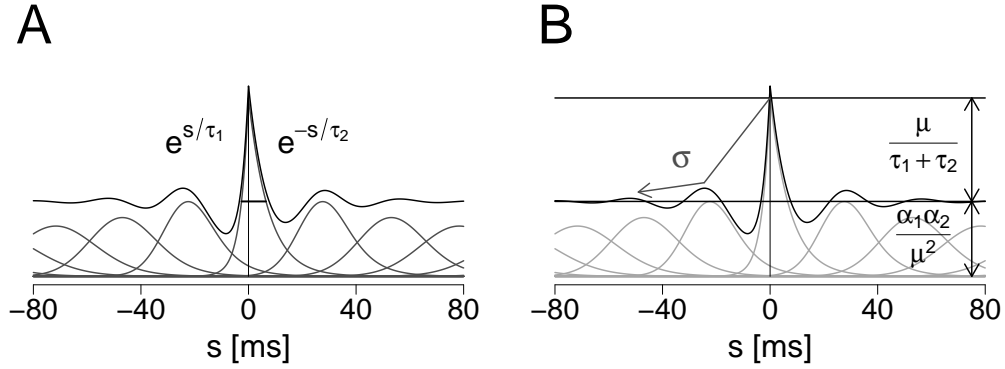 A
e^{s/τ₁} e^{−s/τ₂}
−80 −40 0 40 80
s [ms]
B
σ
μ
τ₁ + τ₂
α₁α₂
μ²
−80 −40 0 40 80
s [ms]